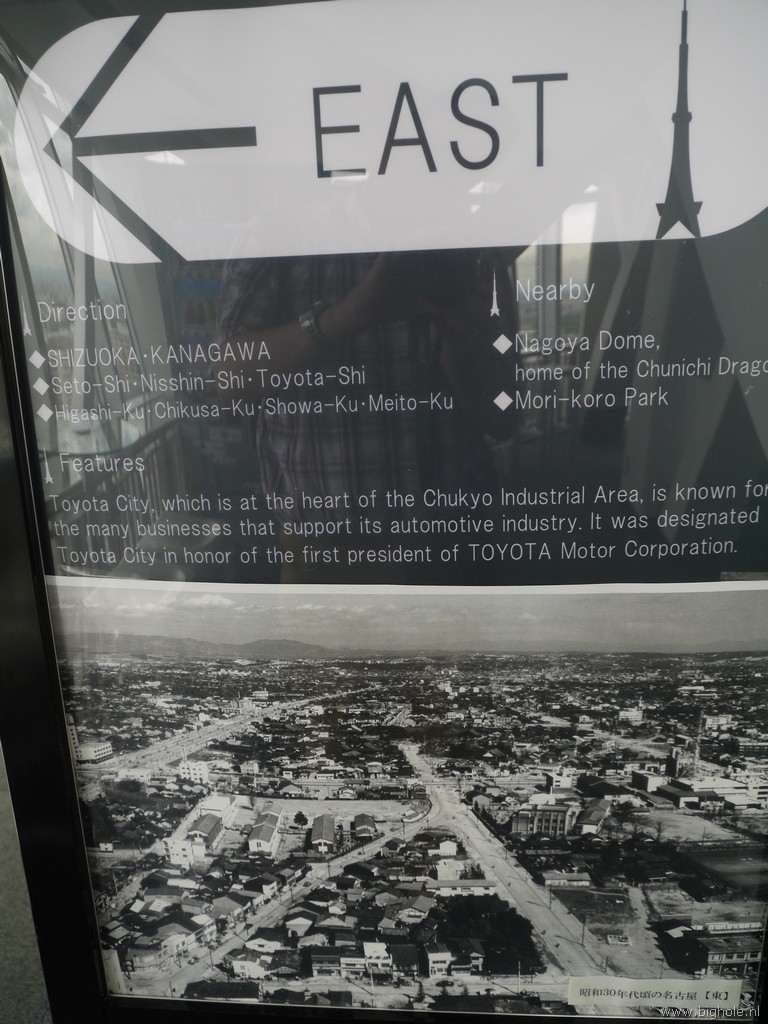 EAST
Direction
◆SHIZUOKA・KANAGAWA
◆Seto-Shi・Nisshin-Shi・Toyota-Shi
◆Higashi-Ku・Chikusa-Ku・Showa-Ku・Meito-Ku
Nearby
◆Nagoya Dome,
home of the Chunichi Drago
◆Mori-koro Park
Features
Toyota City, which is at the heart of the Chukyo Industrial Area, is known for
the many businesses that support its automotive industry. It was designated
Toyota City in honor of the first president of TOYOTA Motor Corporation.
昭和30年代頃の名古屋【東】
www.bighole.nl